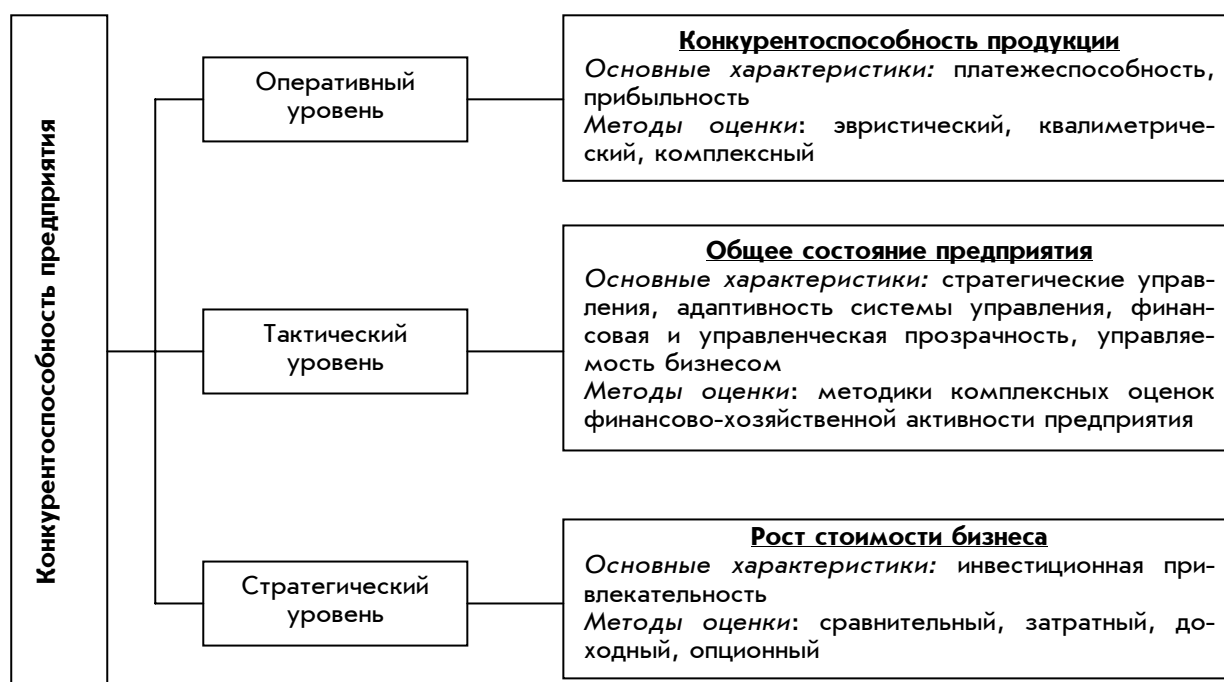 Конкурентоспособность предприятия
Оперативный
уровень
Конкурентоспособность продукции
Основные характеристики: платежеспособность,
прибыльность
Методы оценки: эвристический, квалиметриче-
ский, комплексный
Тактический
уровень
Общее состояние предприятия
Основные характеристики: стратегические управ-
ления, адаптивность системы управления, финан-
совая и управленческая прозрачность, управляе-
мость бизнесом
Методы оценки: методики комплексных оценок
финансово-хозяйственной активности предприятия
Стратегический
уровень
Рост стоимости бизнеса
Основные характеристики: инвестиционная при-
влекательность
Методы оценки: сравнительный, затратный, до-
ходный, опционный